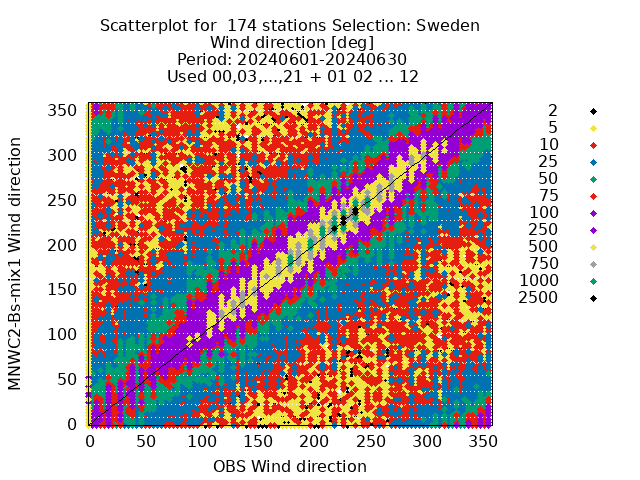 Scatterplot for  174 stations Selection: Sweden
Wind direction [deg]
Period: 20240601-20240630
Used 00,03,...,21 + 01 02 ... 12
MNWC2-Bs-mix1 Wind direction
350
300
250
200
150
100
50
0
0 50 100 150 200 250 300 350
OBS Wind direction
2
5
10
25
50
75
100
250
500
750
1000
2500